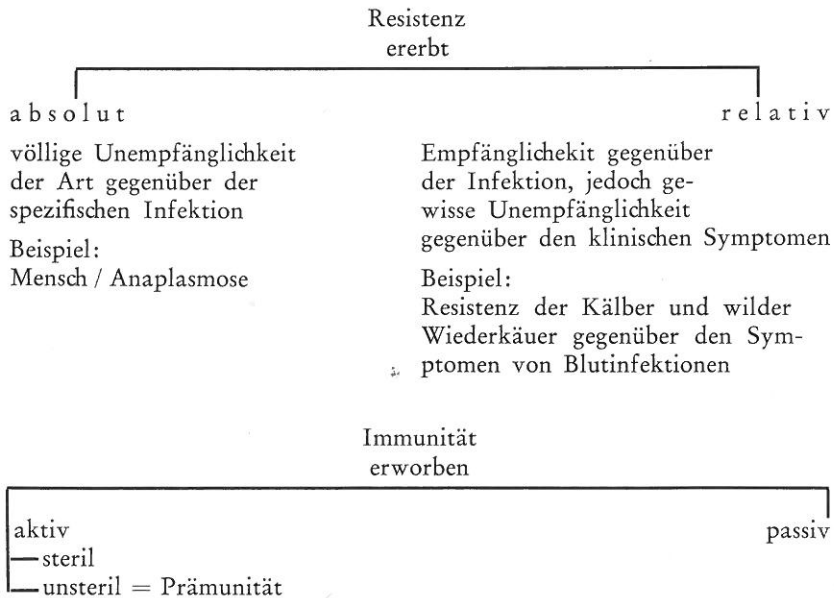 Resistenz
ererbt
absolut
relativ
völlige Unempfänglichkeit
der Art gegenüber der
spezifischen Infektion
Beispiel:
Mensch / Anaplasmose
Empfänglichekit gegenüber
der Infektion, jedoch ge-
wisse Unempfänglichkeit
gegenüber den klinischen Symptomen
Beispiel:
Resistenz der Kälber und wilder
Wiederkäuer gegenüber den Sym-
ptomen von Blutinfektionen
Immunität
erworben
aktiv
passiv
steril
unsteril = Prämunität